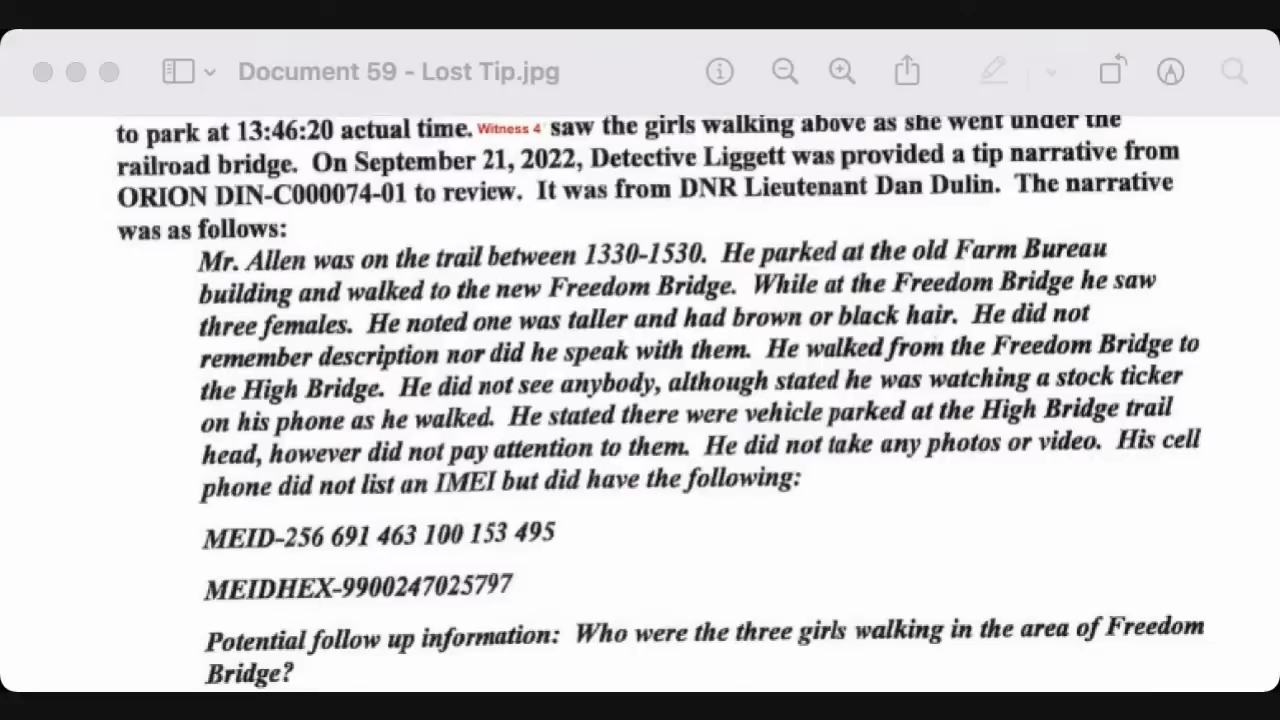 Document 59 - Lost Tip.jpg
to park at 13:46:20 actual time. Witness 4 saw the girls walking above as she went under the
railroad bridge. On September 21, 2022, Detective Liggett was provided a tip narrative from
ORION DIN-C000074-01 to review. It was from DNR Lieutenant Dan Dulin. The narrative
was as follows:
Mr. Allen was on the trail between 1330-1530. He parked at the old Farm Bureau
building and walked to the new Freedom Bridge. While at the Freedom Bridge he saw
three females. He noted one was taller and had brown or black hair. He did not
remember description nor did he speak with them. He walked from the Freedom Bridge to
the High Bridge. He did not see anybody, although stated he was watching a stock ticker
on his phone as he walked. He stated there were vehicle parked at the High Bridge trail
head, however did not pay attention to them. He did not take any photos or video. His cell
phone did not list an IMEI but did have the following:
MEID-256 691 463 100 153 495
MEIDHEX-9900247025797
Potential follow up information: Who were the three girls walking in the area of Freedom
Bridge?